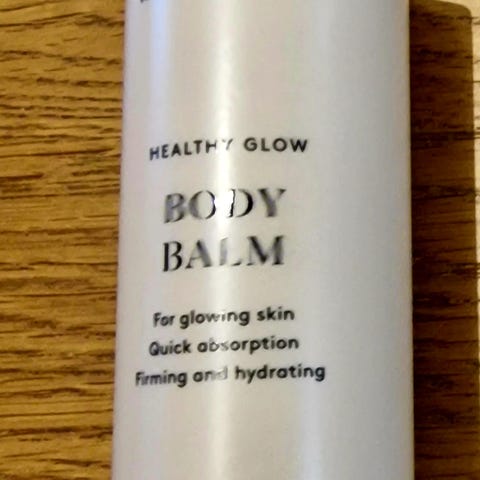 HEALTHY GLOW
BODY
BALM
For glowing skin
Quick absorption
Firming and hydrating